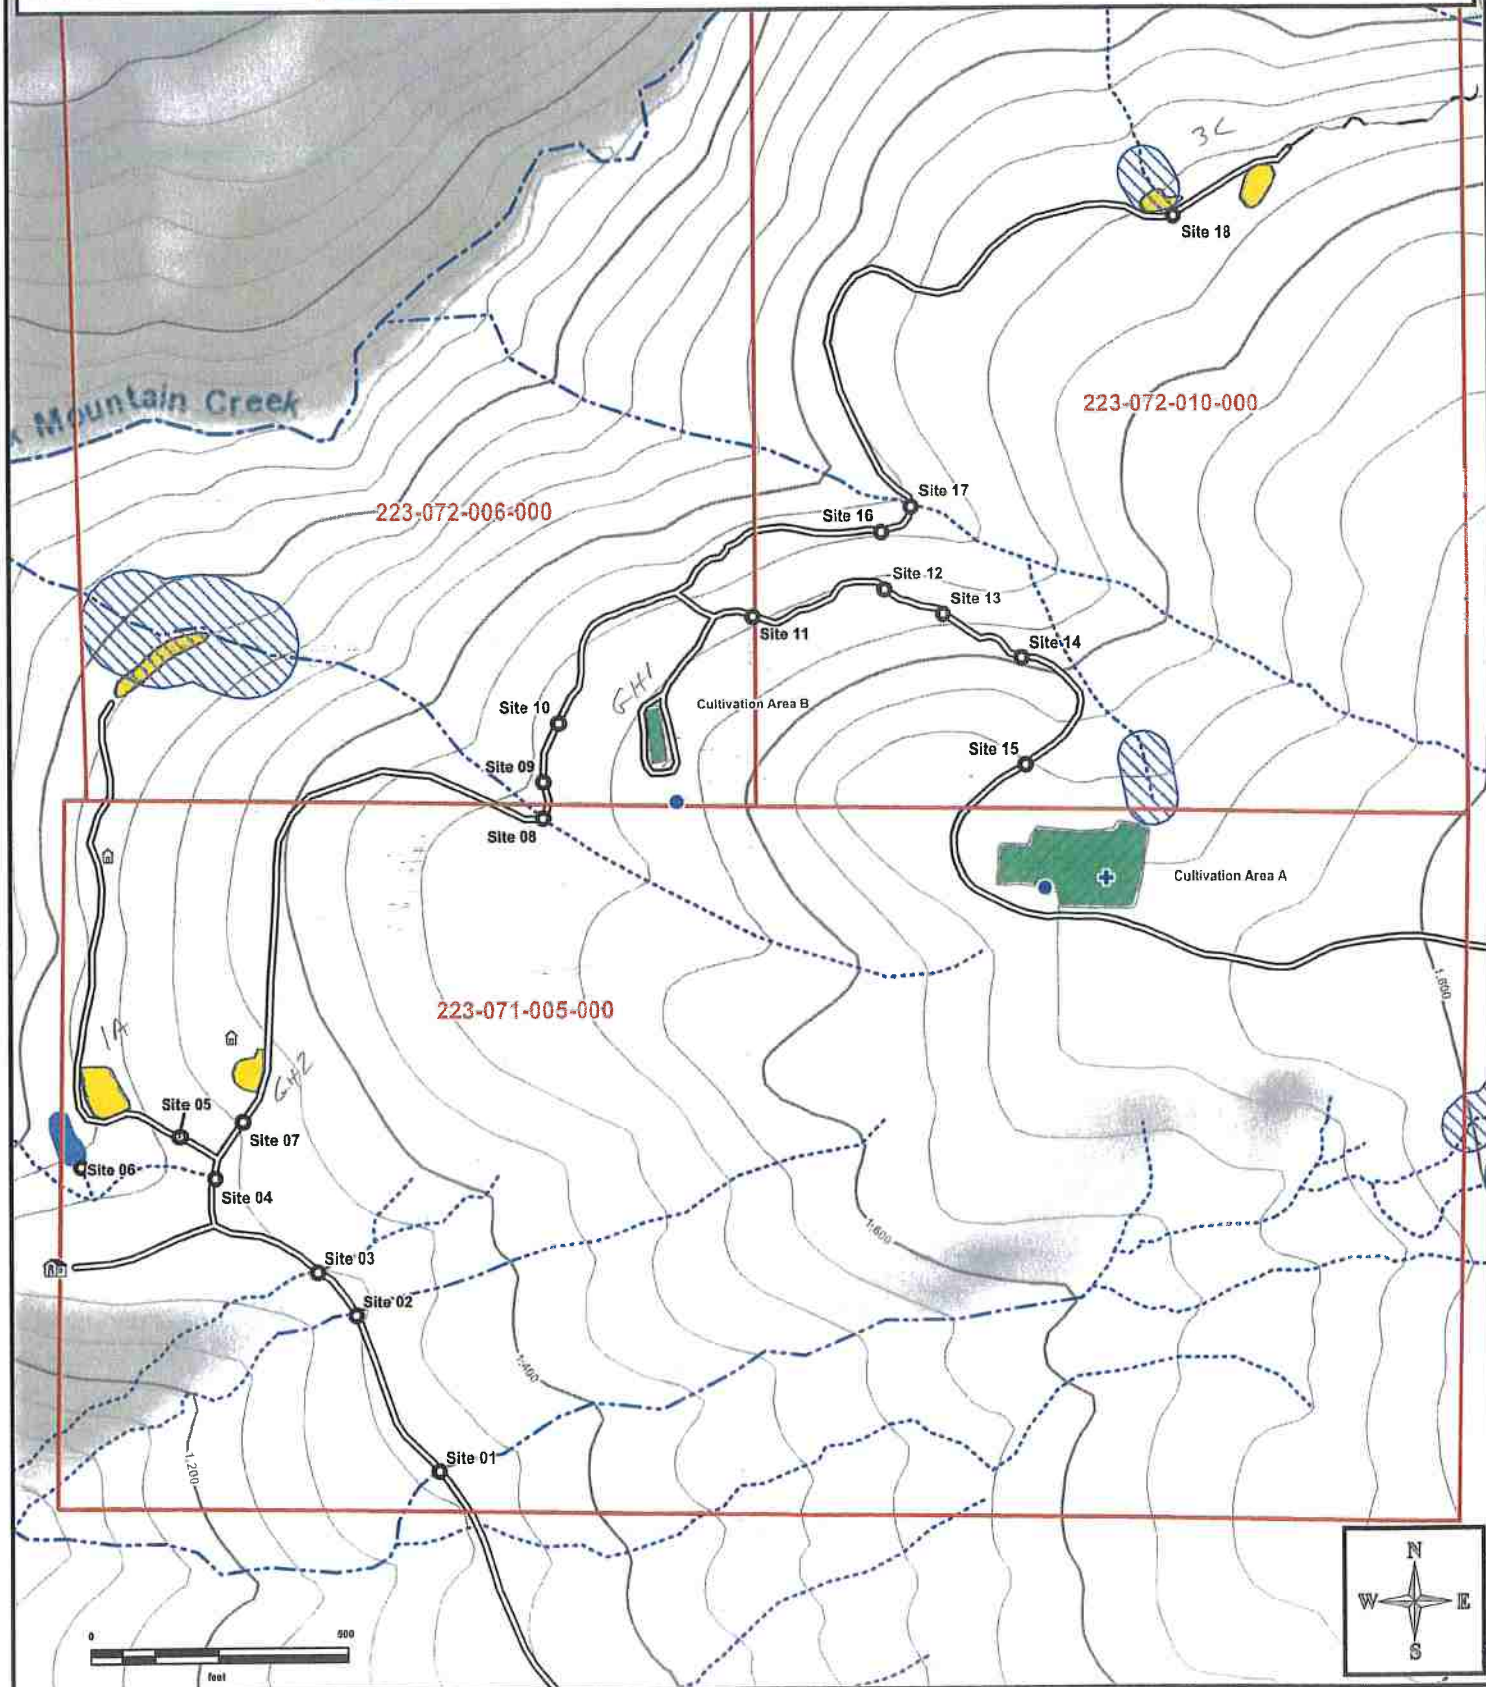 3C
Site 18
223-072-010-000
Mountain Creek
Site 17
223-072-006-000
Site 16
Site 12
Site 13
Site 11
Site 14
GH1
Cultivation Area B
Site 10
Site 15
Site 09
Site 08
Cultivation Area A
1,800
223-071-005-000
1A
GH2
Site 05
Site 07
Site 06
Site 04
1,600
Site 03
Site 02
1,400
Site 01
1,200
N
W E
S
0 500
feet